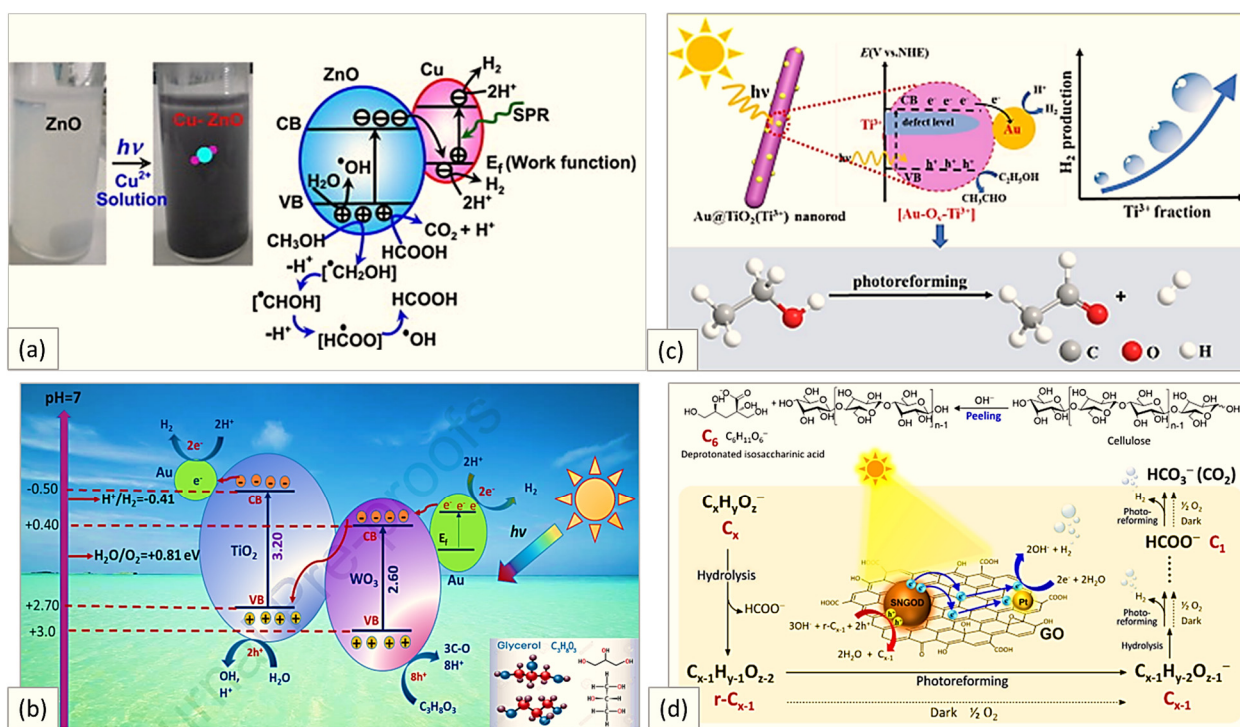 ZnO
hν
Cu²⁺
Solution
Cu- ZnO
ZnO
Cu
H₂
2H⁺
SPR
CB
•OH
H₂O
E_f (Work function)
H₂
2H⁺
VB
CO₂ + H⁺
CH₃OH
HCOOH
-H⁺
[•CH₂OH]
[•CHOH]
HCOOH
-H⁺
[HCOO]•
•OH
(a)
hν
E(V vs.NHE)
CB e⁻ e⁻ e⁻
e⁻
H⁺
H₂
Ti³⁺
defect level
Au
hν
h⁺ h⁺ h⁺
VB
C₂H₅OH
CH₃CHO
Au@TiO₂(Ti³⁺) nanorod
[Au-Oᵥ-Ti³⁺]
H₂ production
Ti³⁺ fraction
photoreforming
+
C
O
H
(c)
pH=7
H₂
2H⁺
2e⁻
Au
e⁻
-0.50
H⁺/H₂=-0.41
CB
+0.40
H₂O/O₂=+0.81 eV
TiO₂
3.20
VB
+2.70
+3.0
2h⁺
OH,
H⁺
H₂O
2H⁺
2e⁻
H₂
e⁻ e⁻ e
E_f
Au
hν
CB
WO₃
2.60
VB
3C-O
8H⁺
8h⁺
C₃H₈O₃
Glycerol C₃H₈O₃
(b)
C₆ C₆H₁₁O₆⁻
Deprotonated isosaccharinic acid
+
n-1
OH⁻
Peeling
n-1
Cellulose
CₓHᵧO_z⁻
Cₓ
Hydrolysis
HCOO⁻
Cₓ₋₁Hᵧ₋₁O_z₋₂
r-Cₓ₋₁
3OH⁻ + r-Cₓ₋₁ + 2h⁺
2H₂O + Cₓ₋₁
SNGOD
h⁺
Pt
GO
2OH⁻ + H₂
2e⁻ + 2H₂O
Photoreforming
Dark ½ O₂
HCO₃⁻ (CO₂)
H₂
Photo-
reforming
½ O₂
Dark
HCOO⁻ C₁
H₂
Photo-
reforming
½ O₂
Dark
Hydrolysis
Cₓ₋₁Hᵧ₋₂O_z₋₁⁻
Cₓ₋₁
(d)